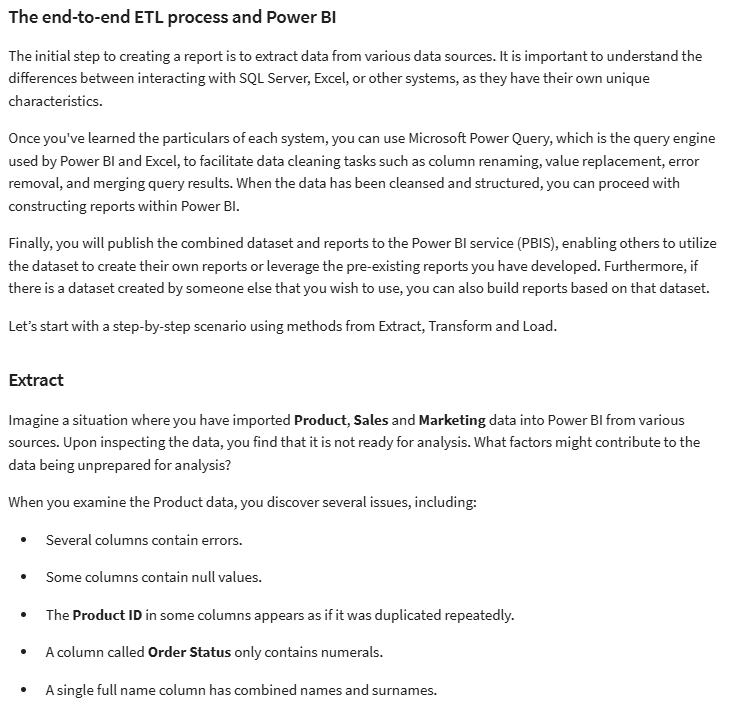 The end-to-end ETL process and Power BI
The initial step to creating a report is to extract data from various data sources. It is important to understand the
differences between interacting with SQL Server, Excel, or other systems, as they have their own unique
characteristics.
Once you've learned the particulars of each system, you can use Microsoft Power Query, which is the query engine
used by Power BI and Excel, to facilitate data cleaning tasks such as column renaming, value replacement, error
removal, and merging query results. When the data has been cleansed and structured, you can proceed with
constructing reports within Power BI.
Finally, you will publish the combined dataset and reports to the Power BI service (PBIS), enabling others to utilize
the dataset to create their own reports or leverage the pre-existing reports you have developed. Furthermore, if
there is a dataset created by someone else that you wish to use, you can also build reports based on that dataset.
Let’s start with a step-by-step scenario using methods from Extract, Transform and Load.
Extract
Imagine a situation where you have imported Product, Sales and Marketing data into Power BI from various
sources. Upon inspecting the data, you find that it is not ready for analysis. What factors might contribute to the
data being unprepared for analysis?
When you examine the Product data, you discover several issues, including:
• Several columns contain errors.
• Some columns contain null values.
• The Product ID in some columns appears as if it was duplicated repeatedly.
• A column called Order Status only contains numerals.
• A single full name column has combined names and surnames.